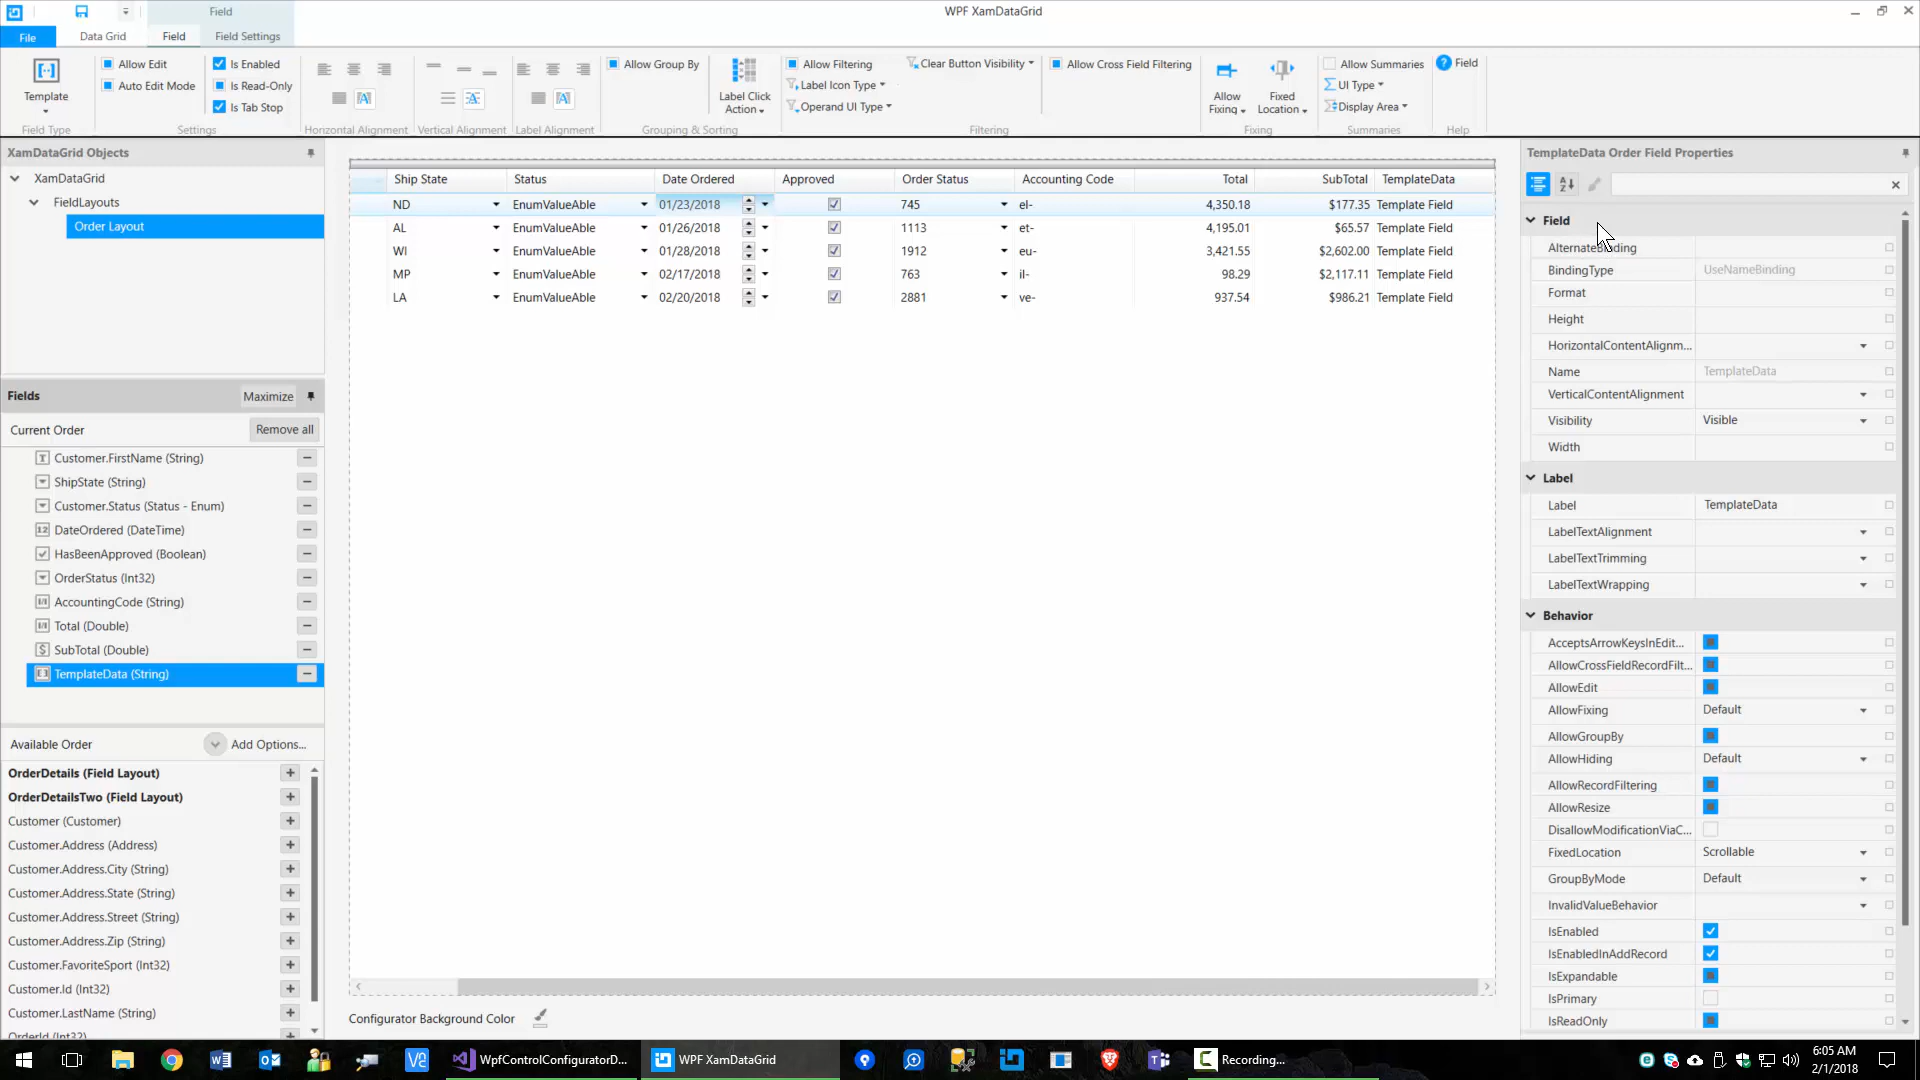 Field
WPF XamDataGrid
File
Data Grid
Field
Field Settings
Template
Allow Edit
Auto Edit Mode
Is Enabled
Is Read-Only
Is Tab Stop
Allow Group By
Label Click
Action
Allow Filtering
Label Icon Type
Operand UI Type
Clear Button Visibility
Allow Cross Field Filtering
Allow
Fixing
Fixed
Location
Allow Summaries
UI Type
Display Area
Field
Field Type
Settings
Horizontal Alignment
Vertical Alignment
Label Alignment
Grouping & Sorting
Filtering
Fixing
Summaries
Help
XamDataGrid Objects
XamDataGrid
FieldLayouts
Order Layout
Fields
Maximize
Current Order
Remove all
Customer.FirstName (String)
ShipState (String)
Customer.Status (Status - Enum)
DateOrdered (DateTime)
HasBeenApproved (Boolean)
OrderStatus (Int32)
AccountingCode (String)
Total (Double)
SubTotal (Double)
TemplateData (String)
Available Order
Add Options...
OrderDetails (Field Layout)
OrderDetailsTwo (Field Layout)
Customer (Customer)
Customer.Address (Address)
Customer.Address.City (String)
Customer.Address.State (String)
Customer.Address.Street (String)
Customer.Address.Zip (String)
Customer.FavoriteSport (Int32)
Customer.Id (Int32)
Customer.LastName (String)
OrderId (Int32)
Ship State Status Date Ordered Approved Order Status Accounting Code Total SubTotal TemplateData
ND EnumValueAble 01/23/2018 745 el- 4,350.18 $177.35 Template Field
AL EnumValueAble 01/26/2018 1113 et- 4,195.01 $65.57 Template Field
WI EnumValueAble 01/28/2018 1912 eu- 3,421.55 $2,602.00 Template Field
MP EnumValueAble 02/17/2018 763 il- 98.29 $2,117.11 Template Field
LA EnumValueAble 02/20/2018 2881 ve- 937.54 $986.21 Template Field
Configurator Background Color
TemplateData Order Field Properties
Field
AlternateBinding
BindingType UseNameBinding
Format
Height
HorizontalContentAlignm...
Name TemplateData
VerticalContentAlignment
Visibility Visible
Width
Label
Label TemplateData
LabelTextAlignment
LabelTextTrimming
LabelTextWrapping
Behavior
AcceptsArrowKeysInEdit...
AllowCrossFieldRecordFilt...
AllowEdit
AllowFixing Default
AllowGroupBy
AllowHiding Default
AllowRecordFiltering
AllowResize
DisallowModificationViaC...
FixedLocation Scrollable
GroupByMode Default
InvalidValueBehavior
IsEnabled
IsEnabledInAddRecord
IsExpandable
IsPrimary
IsReadOnly
WpfControlConfiguratorD...
WPF XamDataGrid
Recording...
6:05 AM
2/1/2018